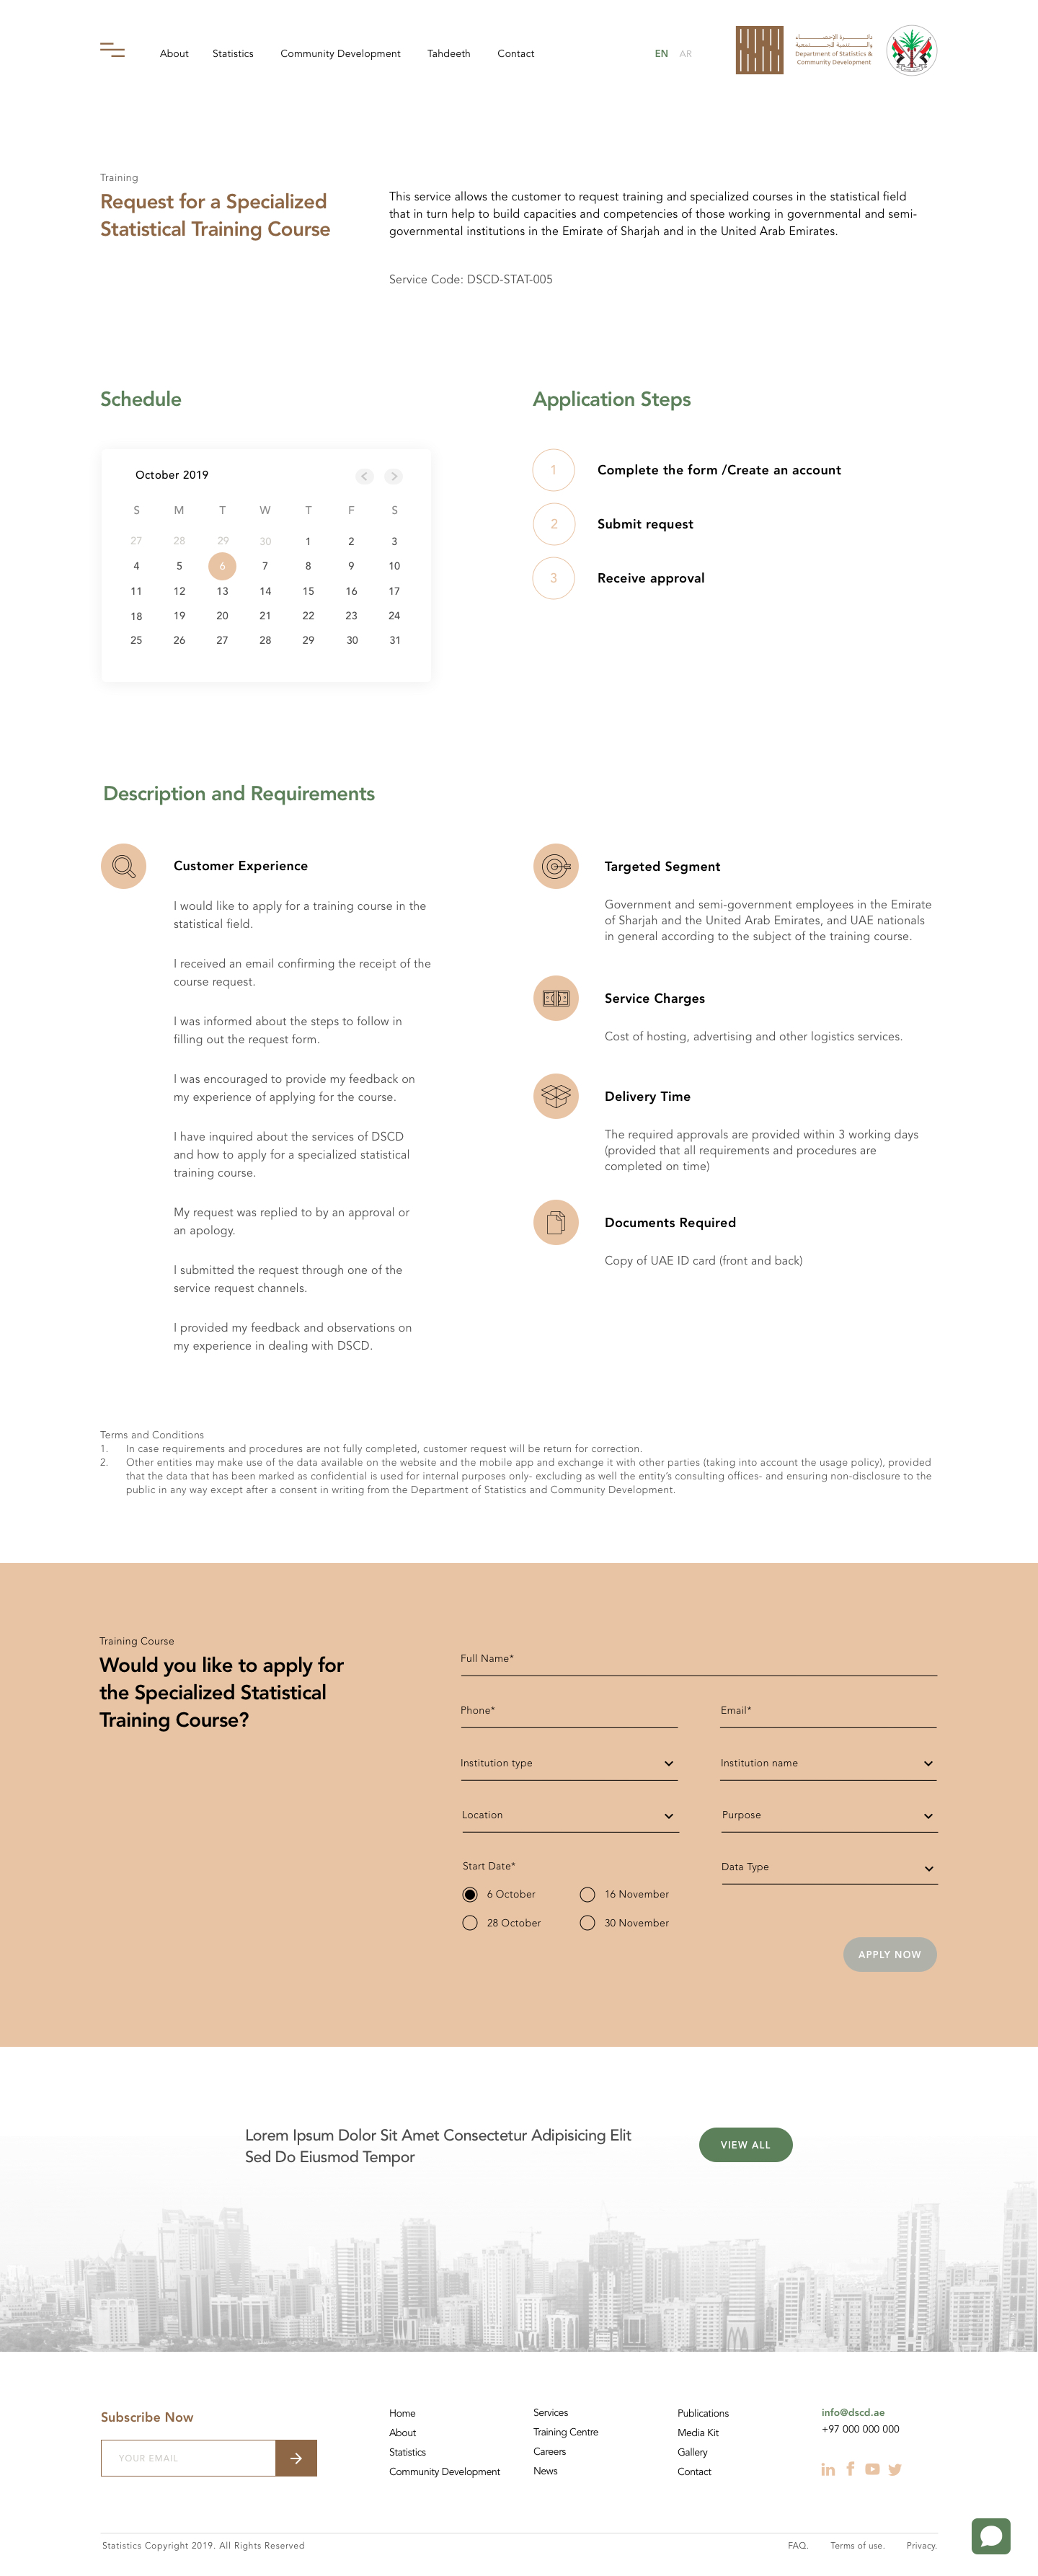 About Statistics Community Development Tahdeeth Contact
EN AR
دائـــــرة الإحصـــــاء
والـــتنمية المجتمعية
Department of Statistics &
Community Development
Training
Request for a Specialized
Statistical Training Course
This service allows the customer to request training and specialized courses in the statistical field
that in turn help to build capacities and competencies of those working in governmental and semi-
governmental institutions in the Emirate of Sharjah and in the United Arab Emirates.
Service Code: DSCD-STAT-005
Schedule
October 2019
S M T W T F S
27 28 29 30 1 2 3
4 5 6 7 8 9 10
11 12 13 14 15 16 17
18 19 20 21 22 23 24
25 26 27 28 29 30 31
Application Steps
1 Complete the form /Create an account
2 Submit request
3 Receive approval
Description and Requirements
Customer Experience
I would like to apply for a training course in the
statistical field.
I received an email confirming the receipt of the
course request.
I was informed about the steps to follow in
filling out the request form.
I was encouraged to provide my feedback on
my experience of applying for the course.
I have inquired about the services of DSCD
and how to apply for a specialized statistical
training course.
My request was replied to by an approval or
an apology.
I submitted the request through one of the
service request channels.
I provided my feedback and observations on
my experience in dealing with DSCD.
Targeted Segment
Government and semi-government employees in the Emirate
of Sharjah and the United Arab Emirates, and UAE nationals
in general according to the subject of the training course.
Service Charges
Cost of hosting, advertising and other logistics services.
Delivery Time
The required approvals are provided within 3 working days
(provided that all requirements and procedures are
completed on time)
Documents Required
Copy of UAE ID card (front and back)
Terms and Conditions
1. In case requirements and procedures are not fully completed, customer request will be return for correction.
2. Other entities may make use of the data available on the website and the mobile app and exchange it with other parties (taking into account the usage policy), provided
that the data that has been marked as confidential is used for internal purposes only- excluding as well the entity’s consulting offices- and ensuring non-disclosure to the
public in any way except after a consent in writing from the Department of Statistics and Community Development.
Training Course
Would you like to apply for
the Specialized Statistical
Training Course?
Full Name*
Phone* Email*
Institution type Institution name
Location Purpose
Start Date* Data Type
6 October 16 November
28 October 30 November
APPLY NOW
Lorem Ipsum Dolor Sit Amet Consectetur Adipisicing Elit
Sed Do Eiusmod Tempor
VIEW ALL
Subscribe Now
YOUR EMAIL
Home
About
Statistics
Community Development
Services
Training Centre
Careers
News
Publications
Media Kit
Gallery
Contact
info@dscd.ae
+97 000 000 000
Statistics Copyright 2019. All Rights Reserved
FAQ. Terms of use. Privacy.